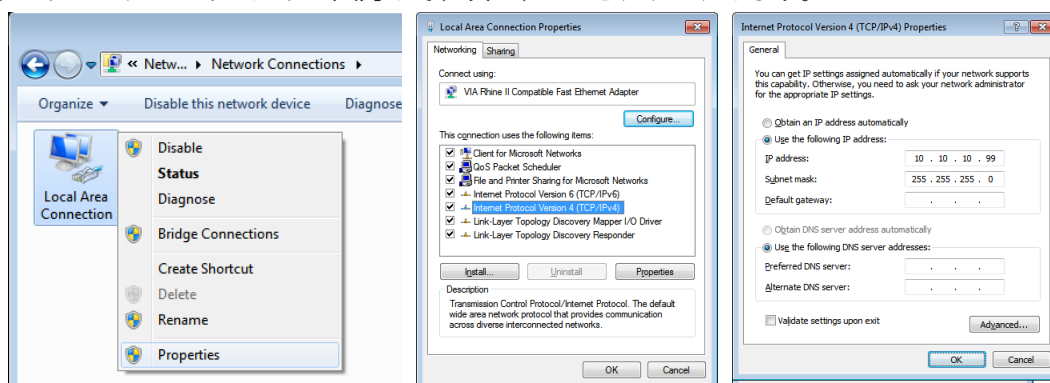 « Netw... ▸ Network Connections ▸
Organize ▾ Disable this network device Diagnose
Local Area
Connection
Disable
Status
Diagnose
Bridge Connections
Create Shortcut
Delete
Rename
Properties
Local Area Connection Properties
Networking Sharing
Connect using:
VIA Rhine II Compatible Fast Ethernet Adapter
Configure...
This connection uses the following items:
Client for Microsoft Networks
QoS Packet Scheduler
File and Printer Sharing for Microsoft Networks
Internet Protocol Version 6 (TCP/IPv6)
Internet Protocol Version 4 (TCP/IPv4)
Link-Layer Topology Discovery Mapper I/O Driver
Link-Layer Topology Discovery Responder
Install... Uninstall Properties
Description
Transmission Control Protocol/Internet Protocol. The default
wide area network protocol that provides communication
across diverse interconnected networks.
OK Cancel
Internet Protocol Version 4 (TCP/IPv4) Properties
General
You can get IP settings assigned automatically if your network supports
this capability. Otherwise, you need to ask your network administrator
for the appropriate IP settings.
Obtain an IP address automatically
Use the following IP address:
IP address: 10 . 10 . 10 . 99
Subnet mask: 255 . 255 . 255 . 0
Default gateway: . . .
Obtain DNS server address automatically
Use the following DNS server addresses:
Preferred DNS server: . . .
Alternate DNS server: . . .
Validate settings upon exit
Advanced...
OK Cancel